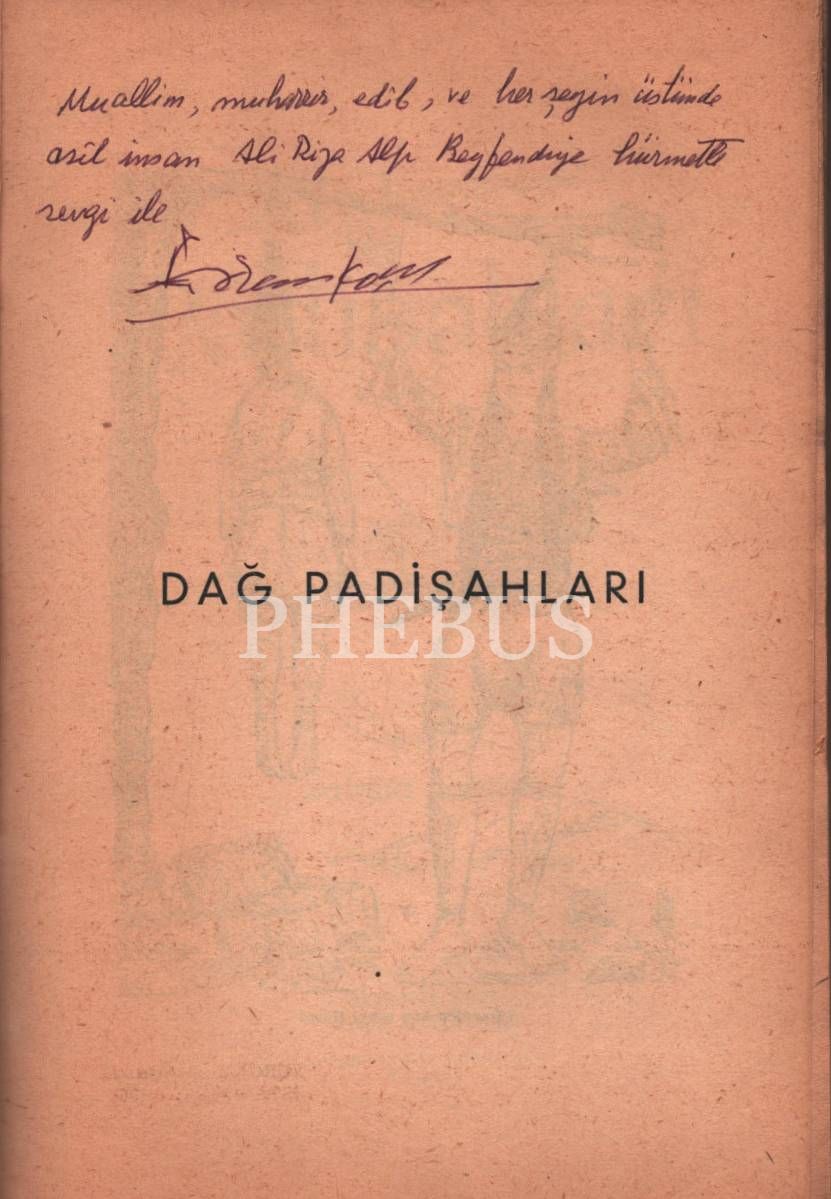 Muallim, muharrir, edib, ve her şeyin üstünde
asil insan Ali Rıza Alp Beyfendiye hürmetle
sevgi ile
DAĞ PADİŞAHLARI
PHEBUS